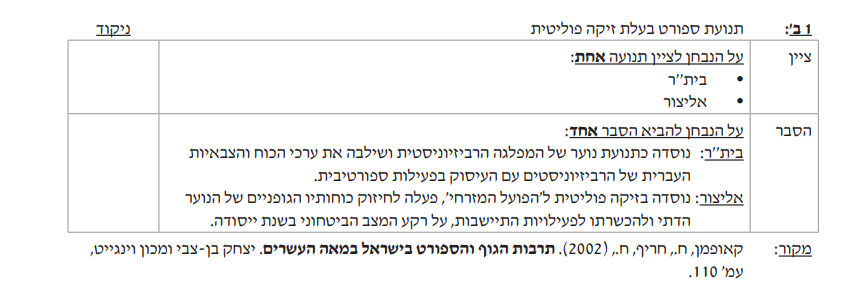 1 ב': תנועת ספורט בעלת זיקה פוליטית ניקוד
ציין על הנבחן לציין תנועה אחת:
• בית"ר
• אליצור
הסבר על הנבחן להביא הסבר אחד:
בית"ר: נוסדה כתנועת נוער של המפלגה הרביזיוניסטית ושילבה את ערכי הכוח והצבאיות
העברית של הרביזיוניסטים עם העיסוק בפעילות ספורטיבית.
אליצור: נוסדה בזיקה פוליטית ל'הפועל המזרחי', פעלה לחיזוק כוחותיו הגופניים של הנוער
הדתי ולהכשרתו לפעילויות התיישבות, על רקע המצב הביטחוני בשנת ייסודה.
מקור: קאופמן, ח., חריף, ח., (2002). תרבות הגוף והספורט בישראל במאה העשרים. יצחק בן-צבי ומכון וינגייט,
עמ' 110.